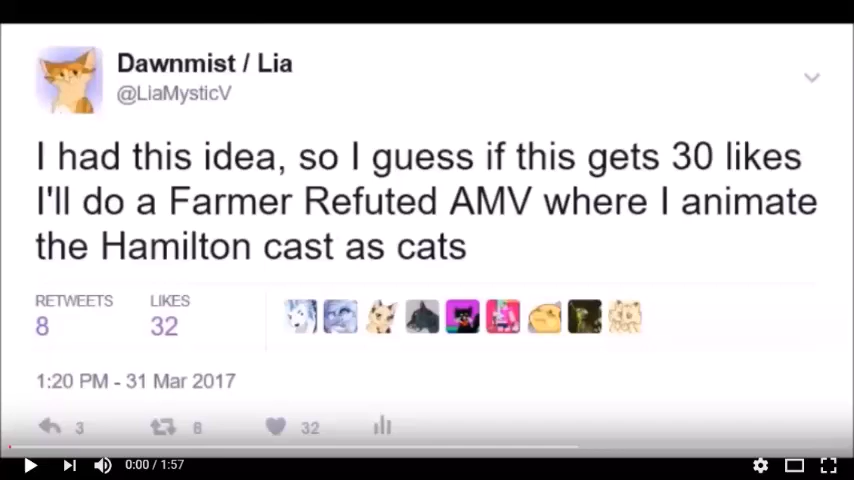 Dawnmist / Lia
@LiaMysticV
I had this idea, so I guess if this gets 30 likes
I'll do a Farmer Refuted AMV where I animate
the Hamilton cast as cats
RETWEETS LIKES
8 32
1:20 PM - 31 Mar 2017
3 8 32
0:00 / 1:57